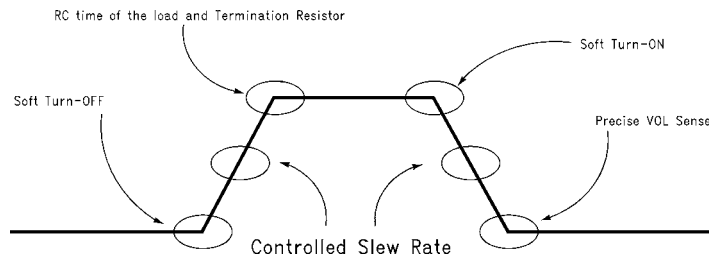 RC time of the load and Termination Resistor
Soft Turn-ON
Soft Turn-OFF
Precise VOL Sense
Controlled Slew Rate